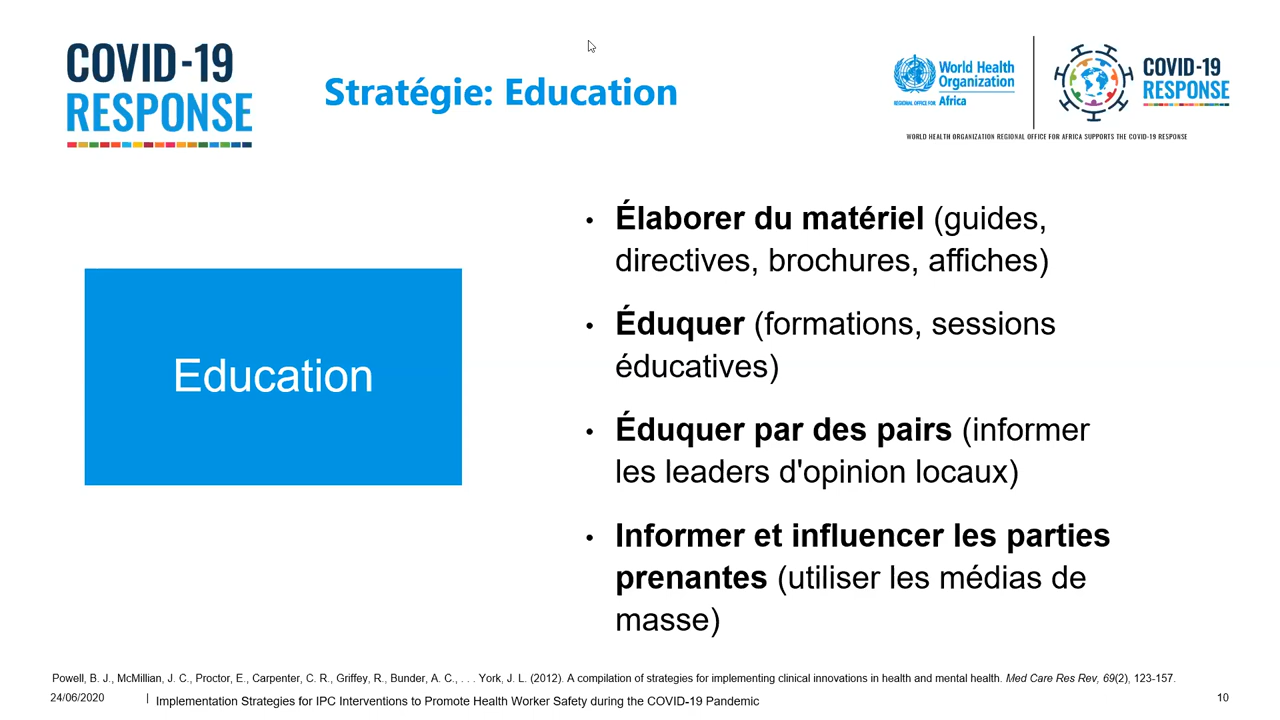 COVID-19
RESPONSE
Stratégie: Education
World Health
Organization
REGIONAL OFFICE FOR Africa
COVID-19
RESPONSE
WORLD HEALTH ORGANIZATION REGIONAL OFFICE FOR AFRICA SUPPORTS THE COVID-19 RESPONSE
Education
• Élaborer du matériel (guides,
directives, brochures, affiches)
• Éduquer (formations, sessions
éducatives)
• Éduquer par des pairs (informer
les leaders d'opinion locaux)
• Informer et influencer les parties
prenantes (utiliser les médias de
masse)
Powell, B. J., McMillian, J. C., Proctor, E., Carpenter, C. R., Griffey, R., Bunder, A. C., . . . York, J. L. (2012). A compilation of strategies for implementing clinical innovations in health and mental health. Med Care Res Rev, 69(2), 123-157.
24/06/2020 | Implementation Strategies for IPC Interventions to Promote Health Worker Safety during the COVID-19 Pandemic 10